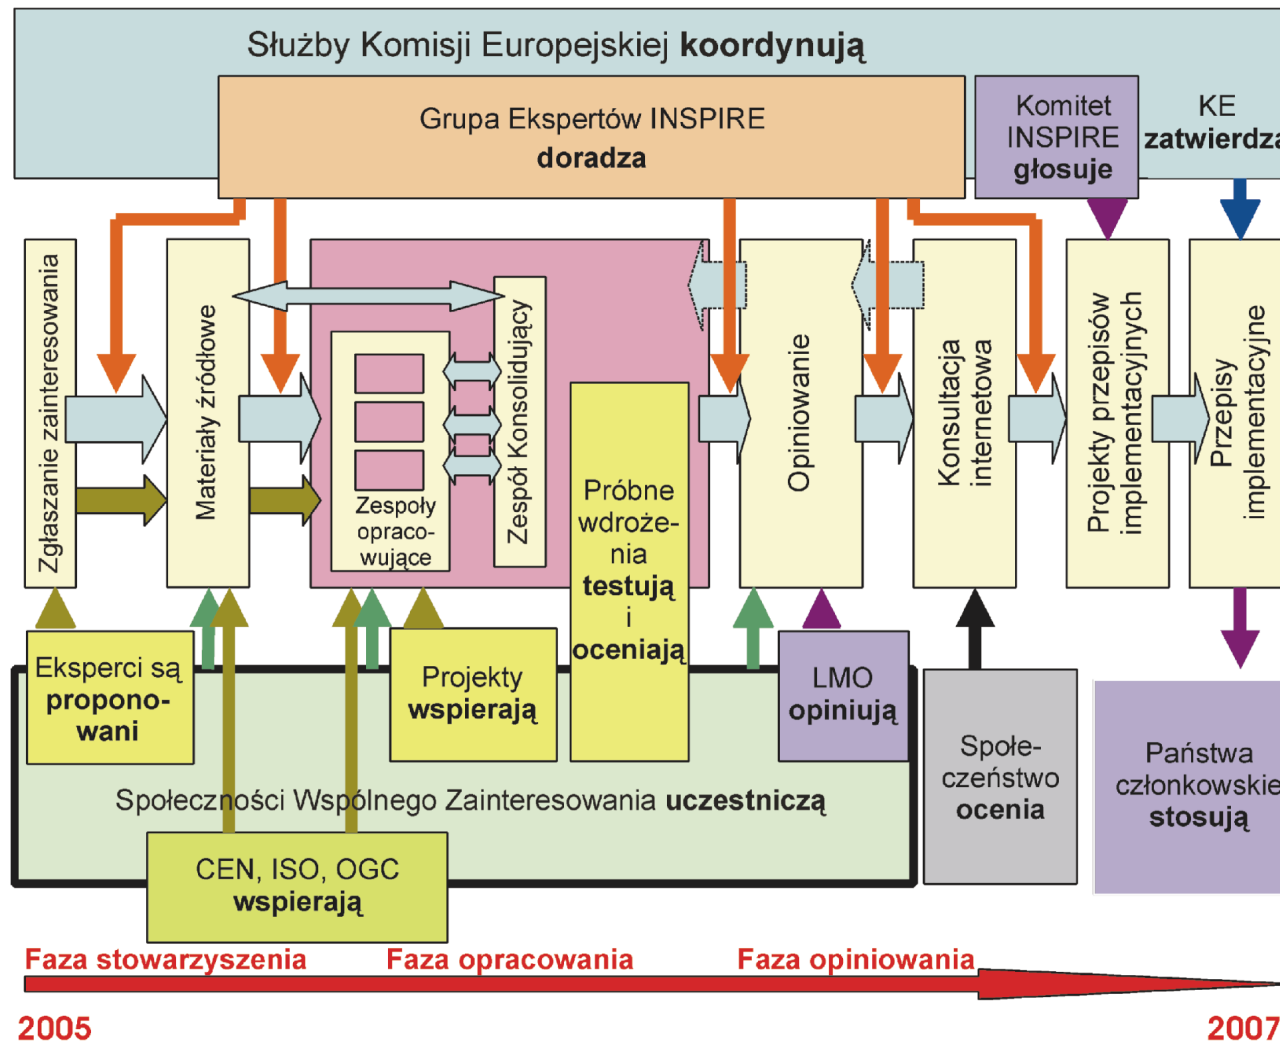 Służby Komisji Europejskiej koordynują
Grupa Ekspertów INSPIRE
doradza
Komitet
INSPIRE
głosuje
KE
zatwierdza
Zgłaszanie zainteresowania
Materiały źródłowe
Zespoły
opraco-
wujące
Zespół Konsolidujący
Próbne
wdroże-
nia
testują
i
oceniają
Opiniowanie
Konsultacja
internetowa
Projekty przepisów
implementacyjnych
Przepisy
implementacyjne
Eksperci są
propono-
wani
Projekty
wspierają
LMO
opiniują
Społe-
czeństwo
ocenia
Państwa
członkowskie
stosują
Społeczności Wspólnego Zainteresowania uczestniczą
CEN, ISO, OGC
wspierają
Faza stowarzyszenia
Faza opracowania
Faza opiniowania
2005
2007